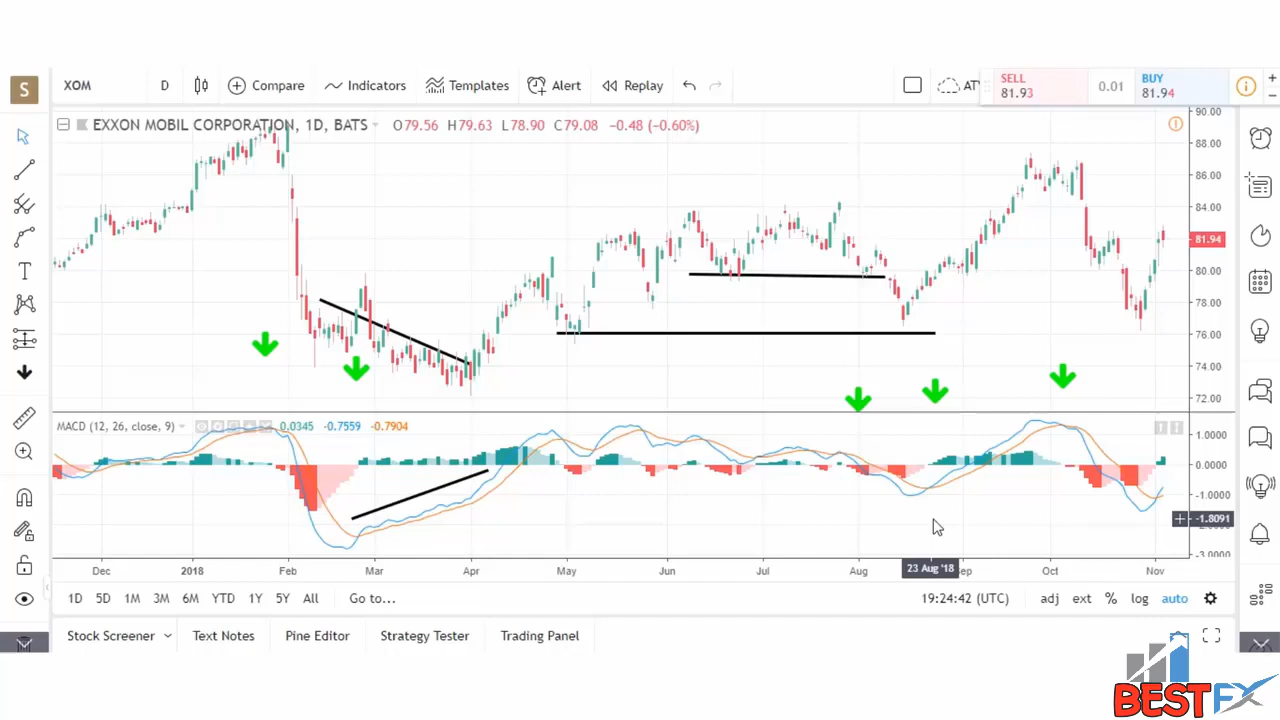 S
XOM
D
Compare
Indicators
Templates
Alert
Replay
SELL
81.93
0.01
BUY
81.94
EXXON MOBIL CORPORATION, 1D, BATS
O79.56 H79.63 L78.90 C79.08 -0.48 (-0.60%)
90.00
88.00
86.00
84.00
81.94
80.00
78.00
76.00
74.00
72.00
MACD (12, 26, close, 9)
0.0345 -0.7559 -0.7904
1.0000
0.0000
-1.0000
-1.8091
-3.0000
Dec 2018 Feb Mar Apr May Jun Jul Aug 23 Aug '18 Oct Nov
1D 5D 1M 3M 6M YTD 1Y 5Y All Go to...
19:24:42 (UTC) adj ext % log auto
Stock Screener Text Notes Pine Editor Strategy Tester Trading Panel
BESTFX